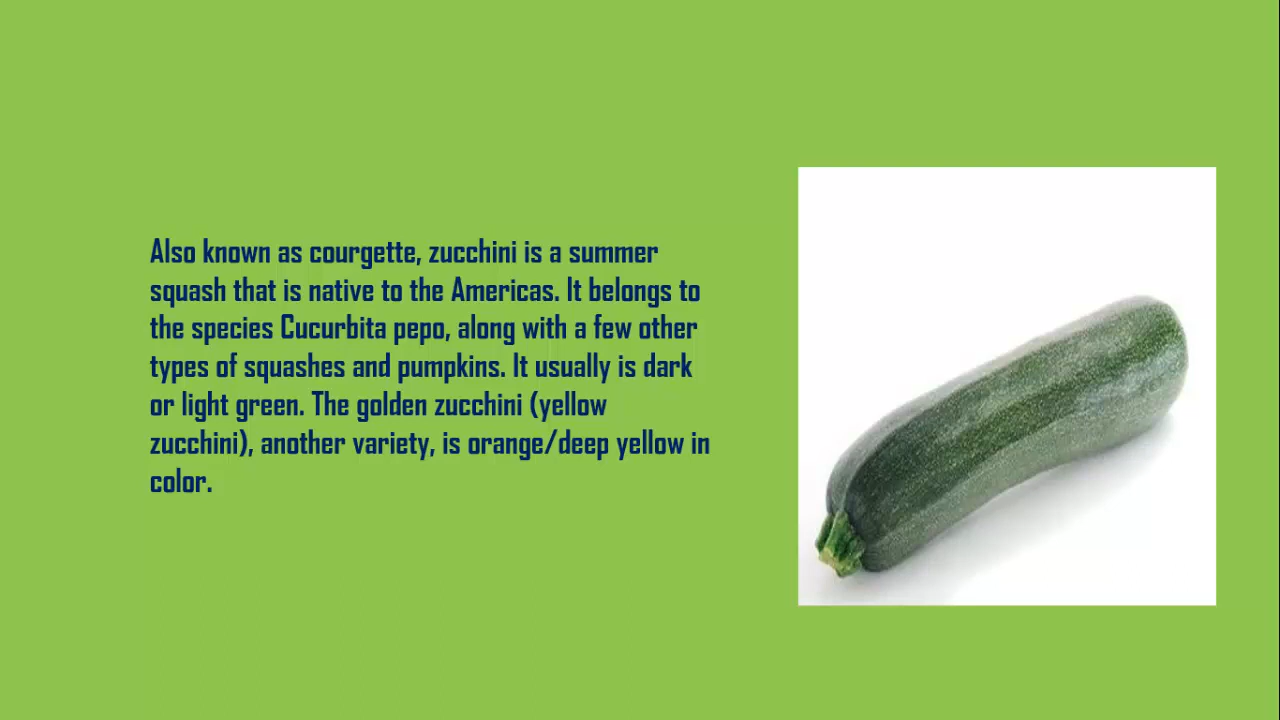 Also known as courgette, zucchini is a summer
squash that is native to the Americas. It belongs to
the species Cucurbita pepo, along with a few other
types of squashes and pumpkins. It usually is dark
or light green. The golden zucchini (yellow
zucchini), another variety, is orange/deep yellow in
color.